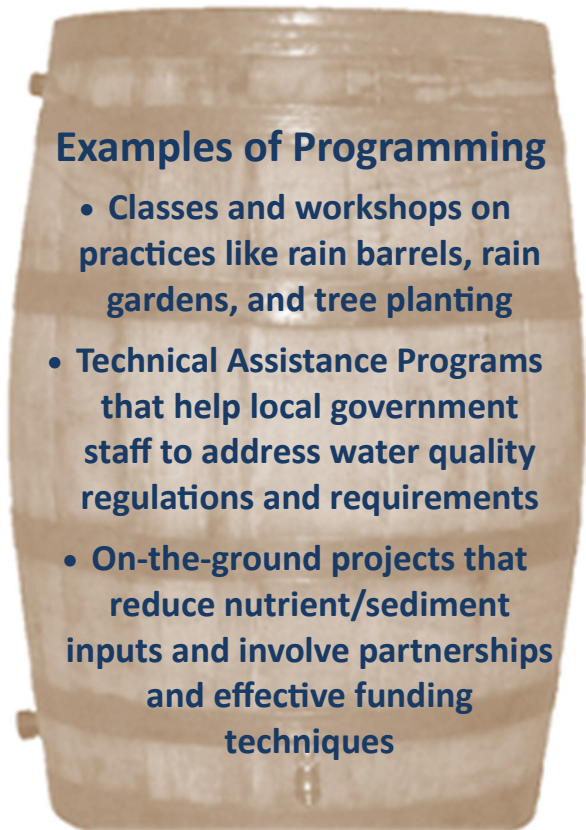 Examples of Programming
• Classes and workshops on
practices like rain barrels, rain
gardens, and tree planting
• Technical Assistance Programs
that help local government
staff to address water quality
regulations and requirements
• On-the-ground projects that
reduce nutrient/sediment
inputs and involve partnerships
and effective funding
techniques